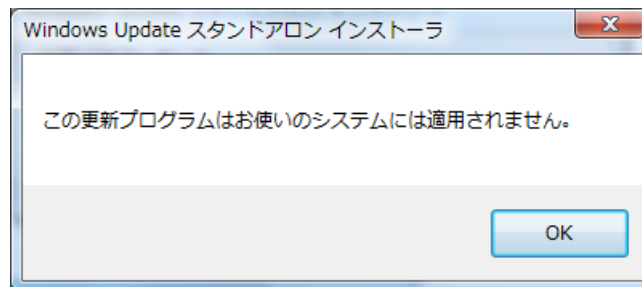 Windows Update スタンドアロン インストーラ
この更新プログラムはお使いのシステムには適用されません。
OK